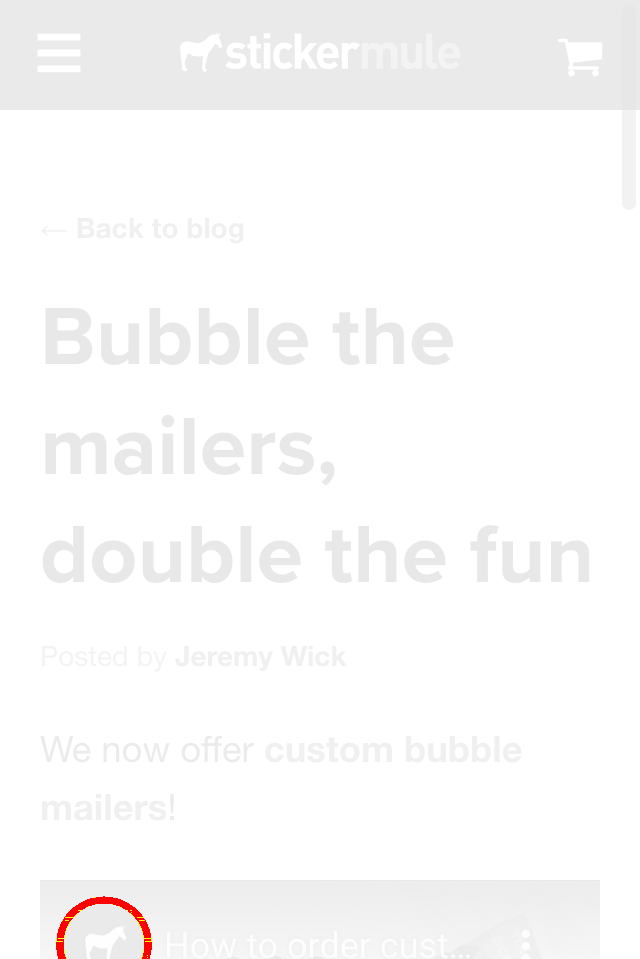 stickermule
← Back to blog
Bubble the
mailers,
double the fun
Posted by Jeremy Wick
We now offer custom bubble
mailers!
How to order cust...